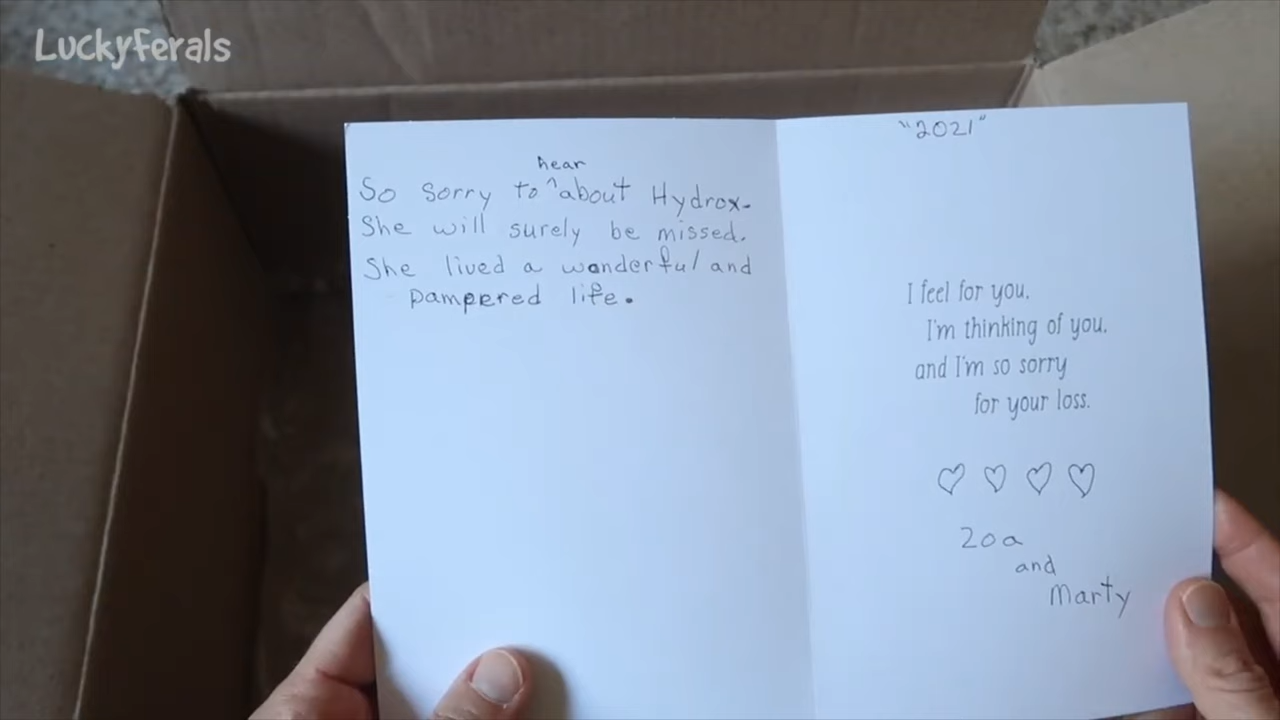 LuckyFerals
hear
So sorry to ^ about Hydrox.
She will surely be missed.
She lived a wonderful and
pampered life.
"2021"
I feel for you,
I'm thinking of you,
and I'm so sorry
for your loss.
Zoa
and
Marty